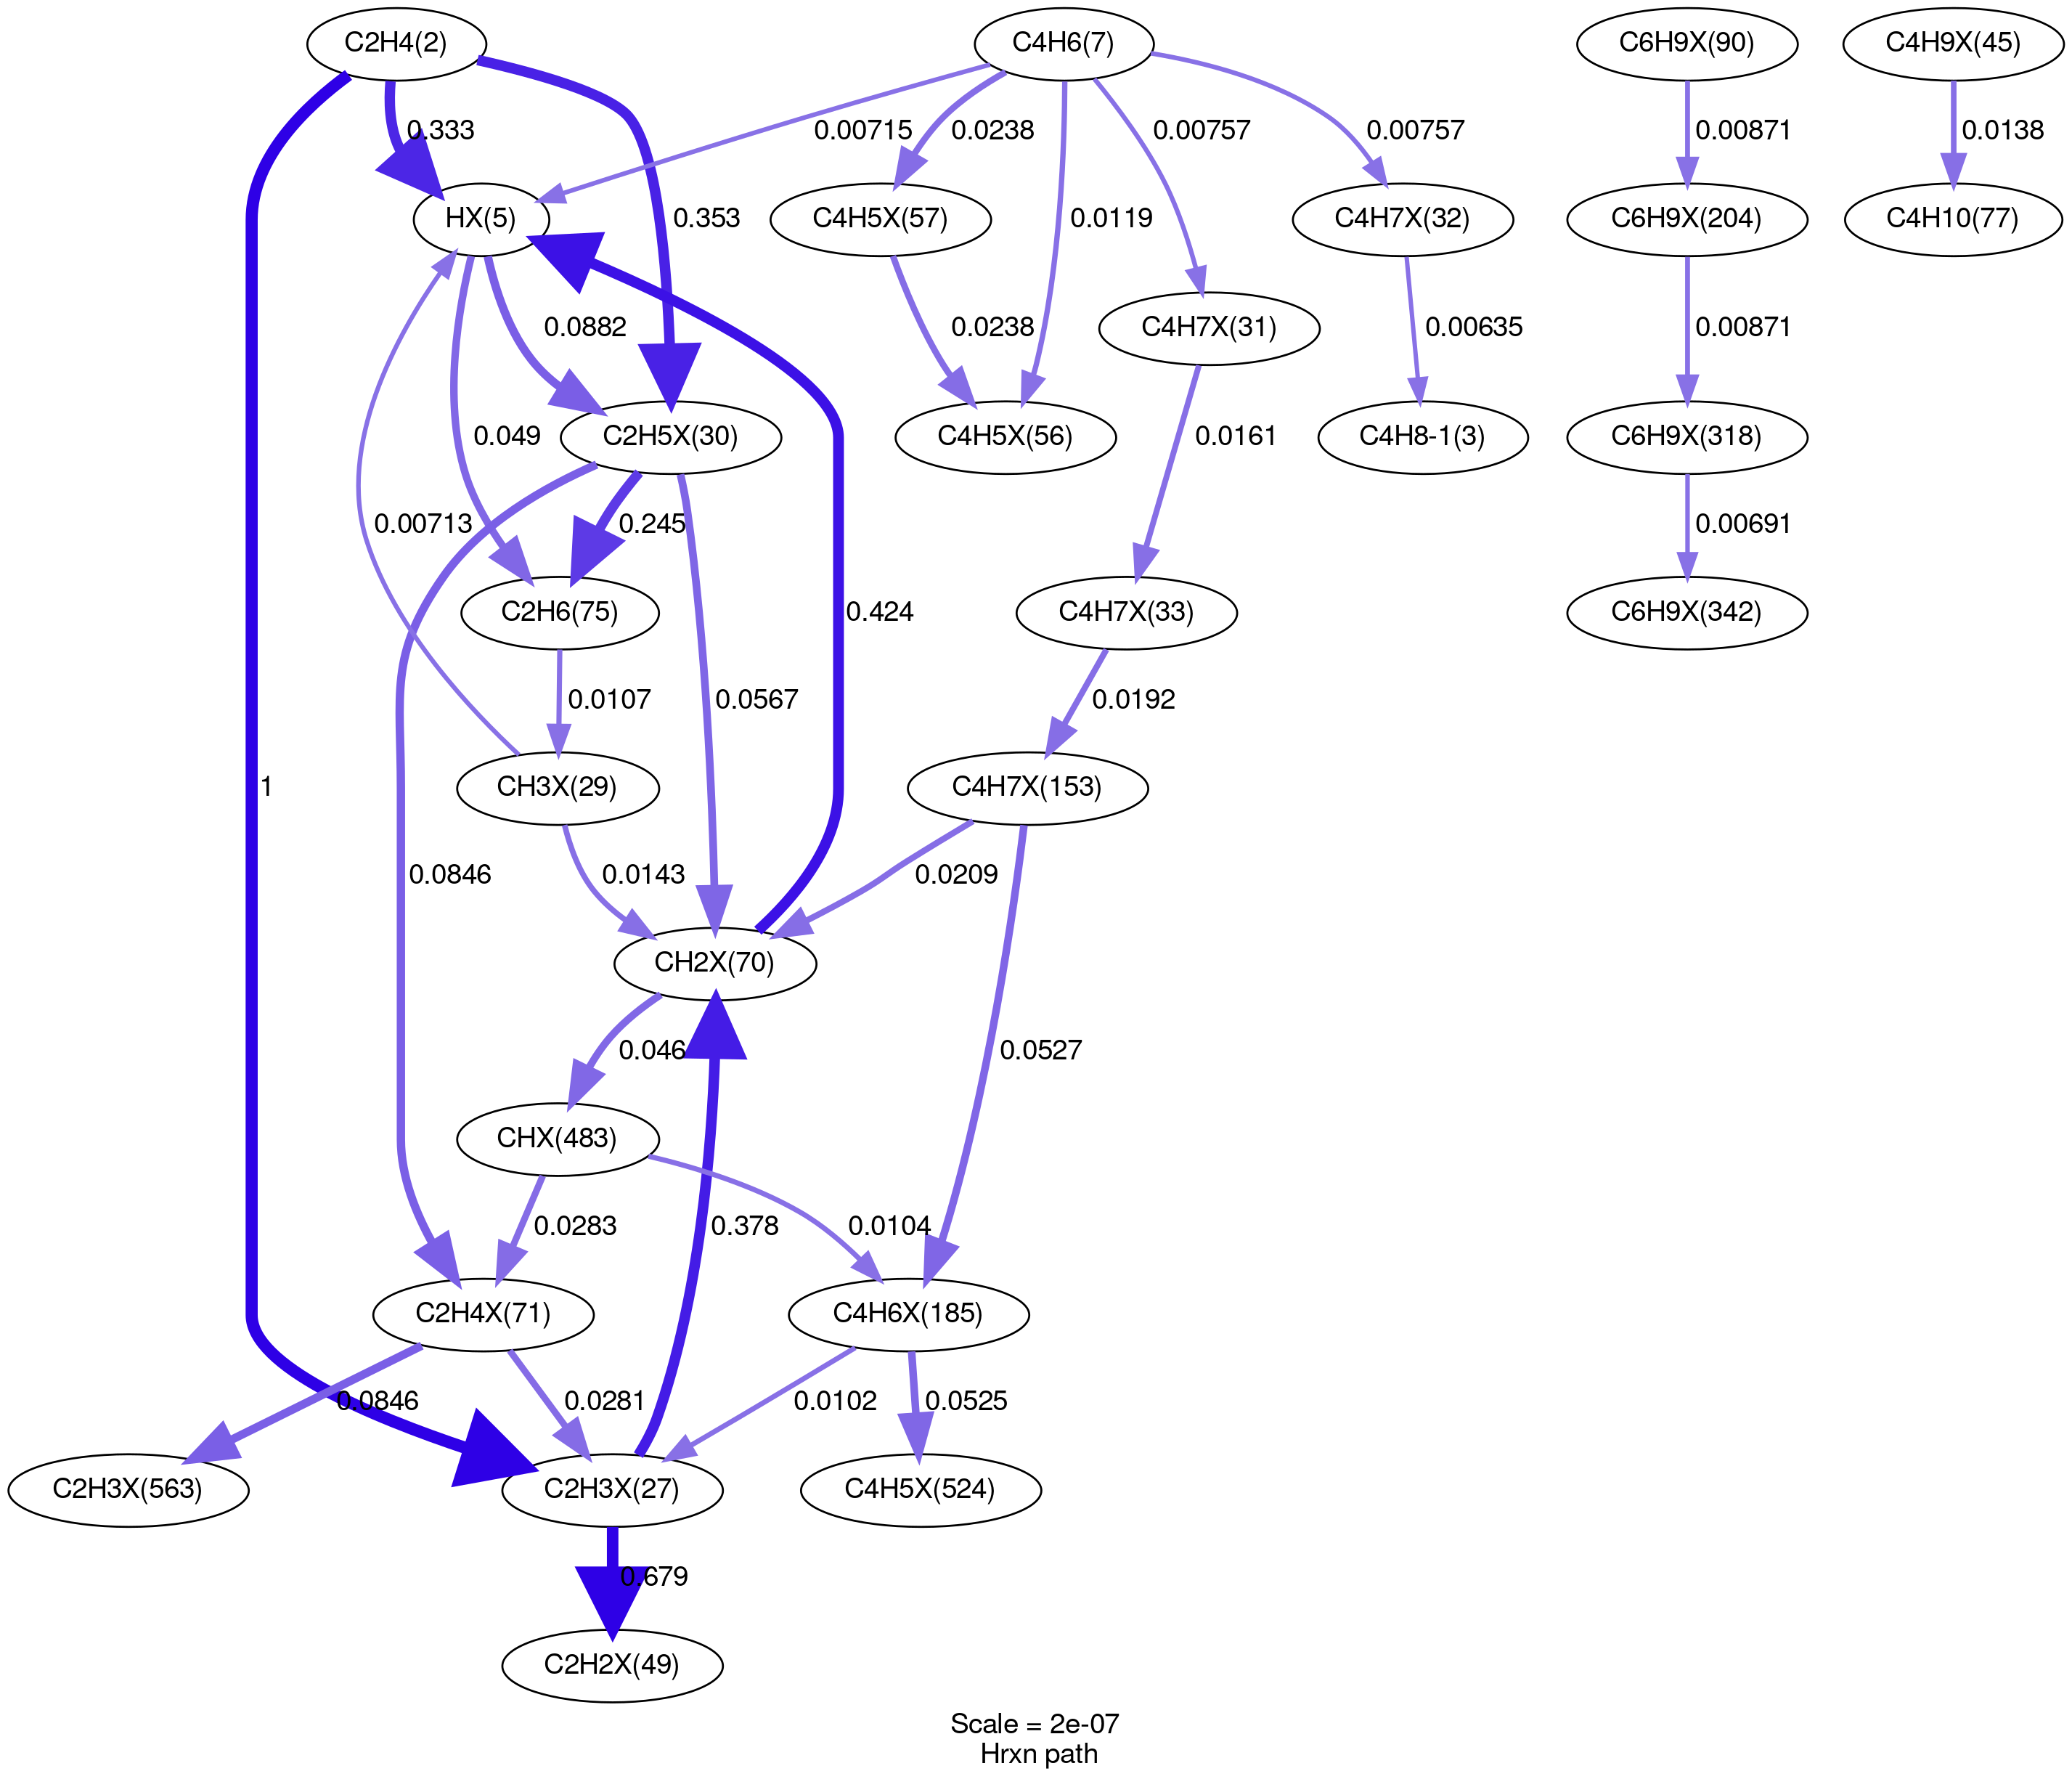 C2H4(2)
C4H6(7)
C6H9X(90)
C4H9X(45)
0.333
0.00715
0.0238
0.00757
0.00757
0.00871
0.0138
HX(5)
0.353
C4H5X(57)
0.0119
C4H7X(32)
C6H9X(204)
C4H10(77)
0.0882
0.0238
C4H7X(31)
0.00635
0.00871
0.049
C2H5X(30)
C4H5X(56)
0.0161
C4H8-1(3)
C6H9X(318)
0.00713
0.245
0.00691
C2H6(75)
0.424
C4H7X(33)
C6H9X(342)
0.0107
0.0567
0.0192
1
CH3X(29)
C4H7X(153)
0.0846
0.0143
0.0209
CH2X(70)
0.046
0.0527
CHX(483)
0.0283
0.378
0.0104
C2H4X(71)
C4H6X(185)
0.0846
0.0281
0.0102
0.0525
C2H3X(563)
C2H3X(27)
C4H5X(524)
0.679
C2H2X(49)
Scale = 2e-07
Hrxn path